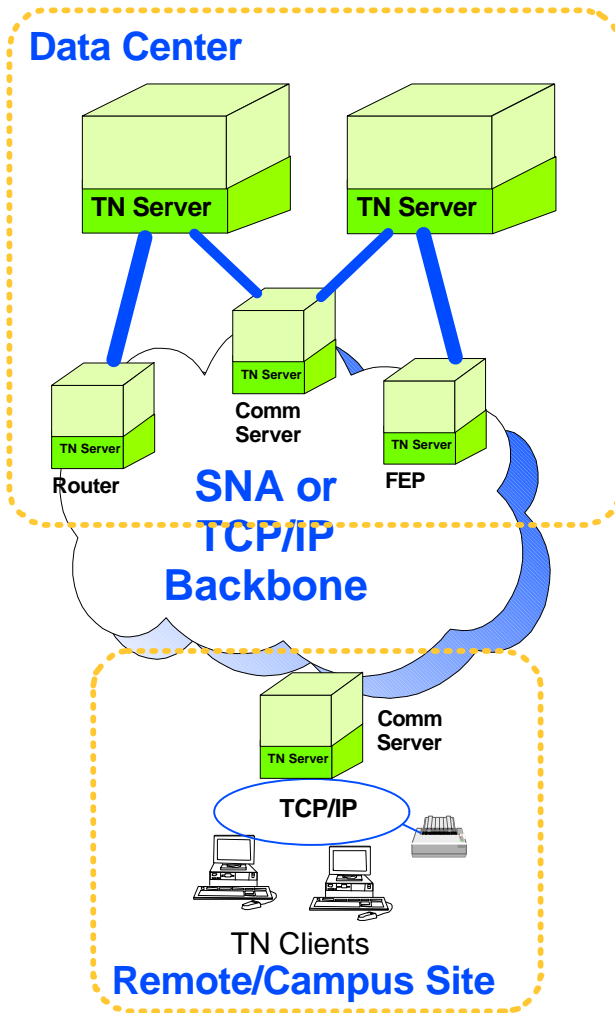 Data Center
TN Server
TN Server
TN Server
Comm
Server
TN Server
Router
TN Server
FEP
SNA or
TCP/IP
Backbone
TN Server
Comm
Server
TCP/IP
TN Clients
Remote/Campus Site